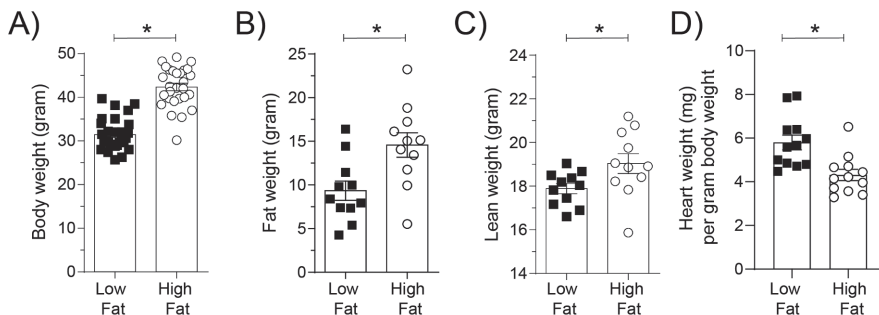 A)
*
Body weight (gram)
50
40
30
20
10
0
Low
Fat
High
Fat
B)
*
Fat weight (gram)
25
20
15
10
5
0
Low
Fat
High
Fat
C)
*
Lean weight (gram)
24
22
20
18
16
14
Low
Fat
High
Fat
D)
*
Heart weight (mg)
per gram body weight
10
8
6
4
2
0
Low
Fat
High
Fat